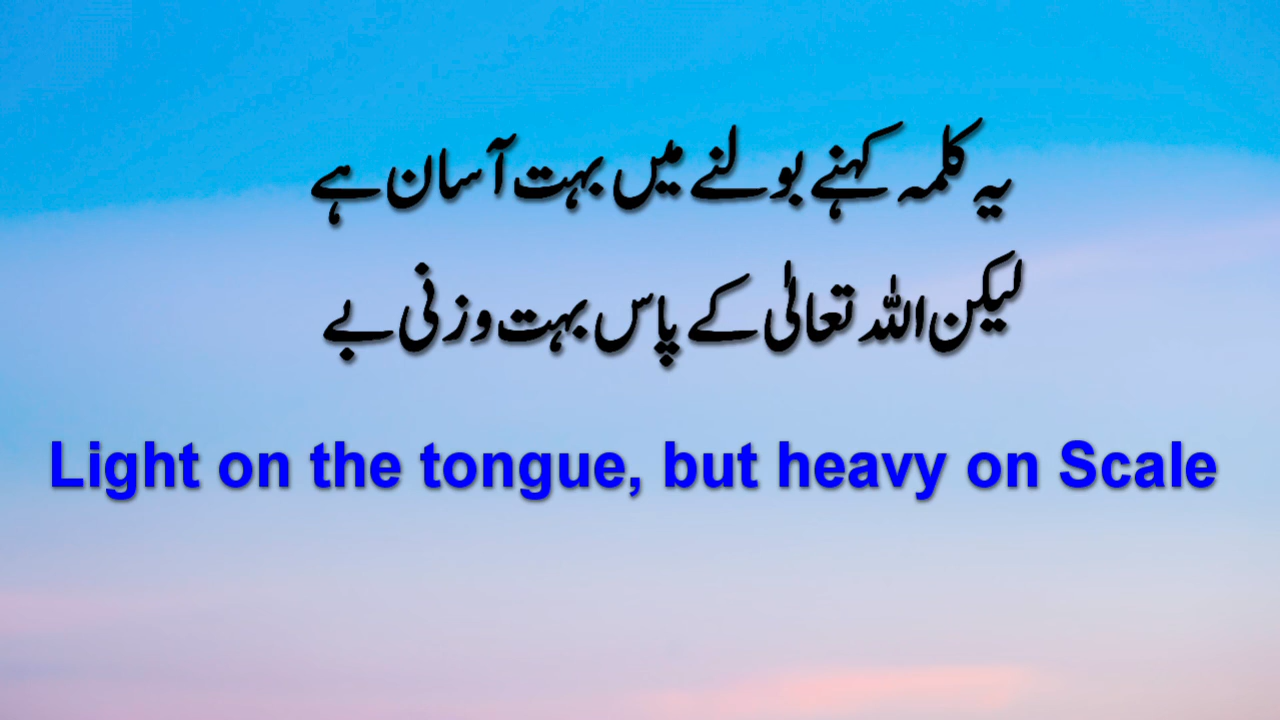 یہ کلمہ کہنے بولنے میں بہت آسان ہے
لیکن اللہ تعالٰی کے پاس بہت وزنی ہے
Light on the tongue, but heavy on Scale